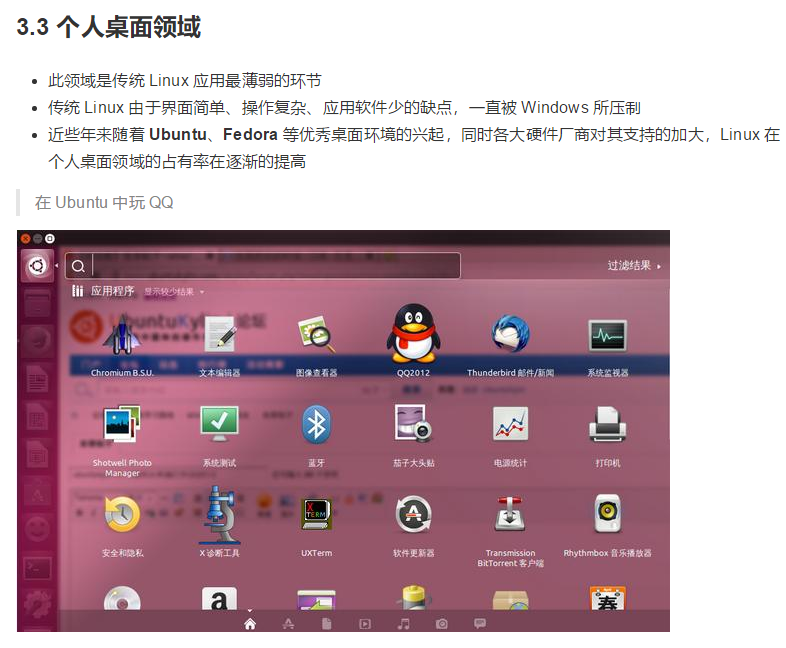 3.3 个人桌面领域
此领域是传统 Linux 应用最薄弱的环节
传统 Linux 由于界面简单、操作复杂、应用软件少的缺点，一直被 Windows 所压制
近些年来随着 Ubuntu、Fedora 等优秀桌面环境的兴起，同时各大硬件厂商对其支持的加大，Linux 在
个人桌面领域的占有率在逐渐的提高
在 Ubuntu 中玩 QQ
过滤结果
应用程序 显示较少结果
Chromium B.S.U. 文本编辑器 图像查看器 QQ2012 Thunderbird 邮件/新闻 系统监视器
Shotwell Photo Manager 系统测试 蓝牙 茄子大头贴 电源统计 打印机
X TERM
安全和隐私 X 诊断工具 UXTerm 软件更新器 Transmission BitTorrent 客户端 Rhythmbox 音乐播放器
a 春